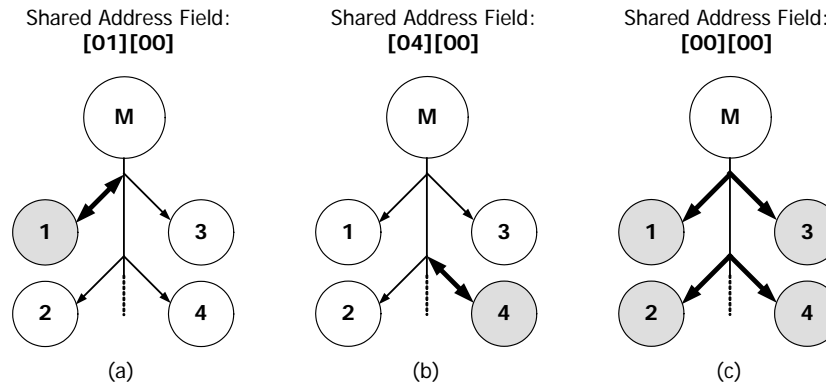 Shared Address Field:
[01][00]
M
1
3
2
4
(a)
Shared Address Field:
[04][00]
M
1
3
2
4
(b)
Shared Address Field:
[00][00]
M
1
3
2
4
(c)